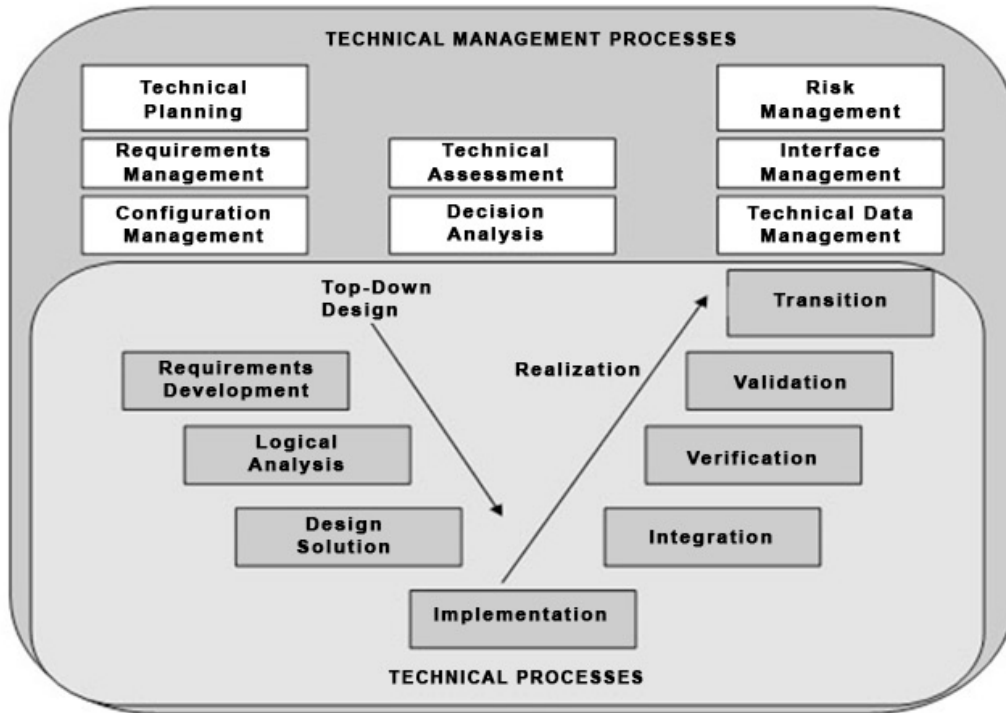 TECHNICAL MANAGEMENT PROCESSES
Technical
Planning
Requirements
Management
Configuration
Management
Technical
Assessment
Decision
Analysis
Risk
Management
Interface
Management
Technical Data
Management
Top-Down
Design
Requirements
Development
Logical
Analysis
Design
Solution
Implementation
Realization
Transition
Validation
Verification
Integration
TECHNICAL PROCESSES